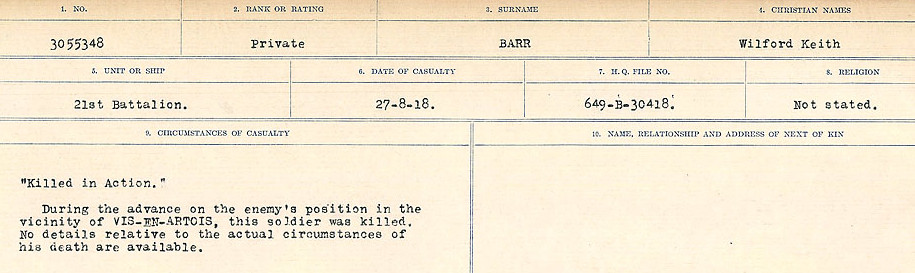 1. NO. 2. RANK OR RATING 3. SURNAME 4. CHRISTIAN NAMES
3055348 Private BARR Wilford Keith
5. UNIT OR SHIP 6. DATE OF CASUALTY 7. H.Q. FILE NO. 8. RELIGION
21st Battalion. 27-8-18. 649-B-30418. Not stated.
9. CIRCUMSTANCES OF CASUALTY 10. NAME, RELATIONSHIP AND ADDRESS OF NEXT OF KIN
"Killed in Action."
During the advance on the enemy's position in the
vicinity of VIS-EN-ARTOIS, this soldier was killed.
No details relative to the actual circumstances of
his death are available.